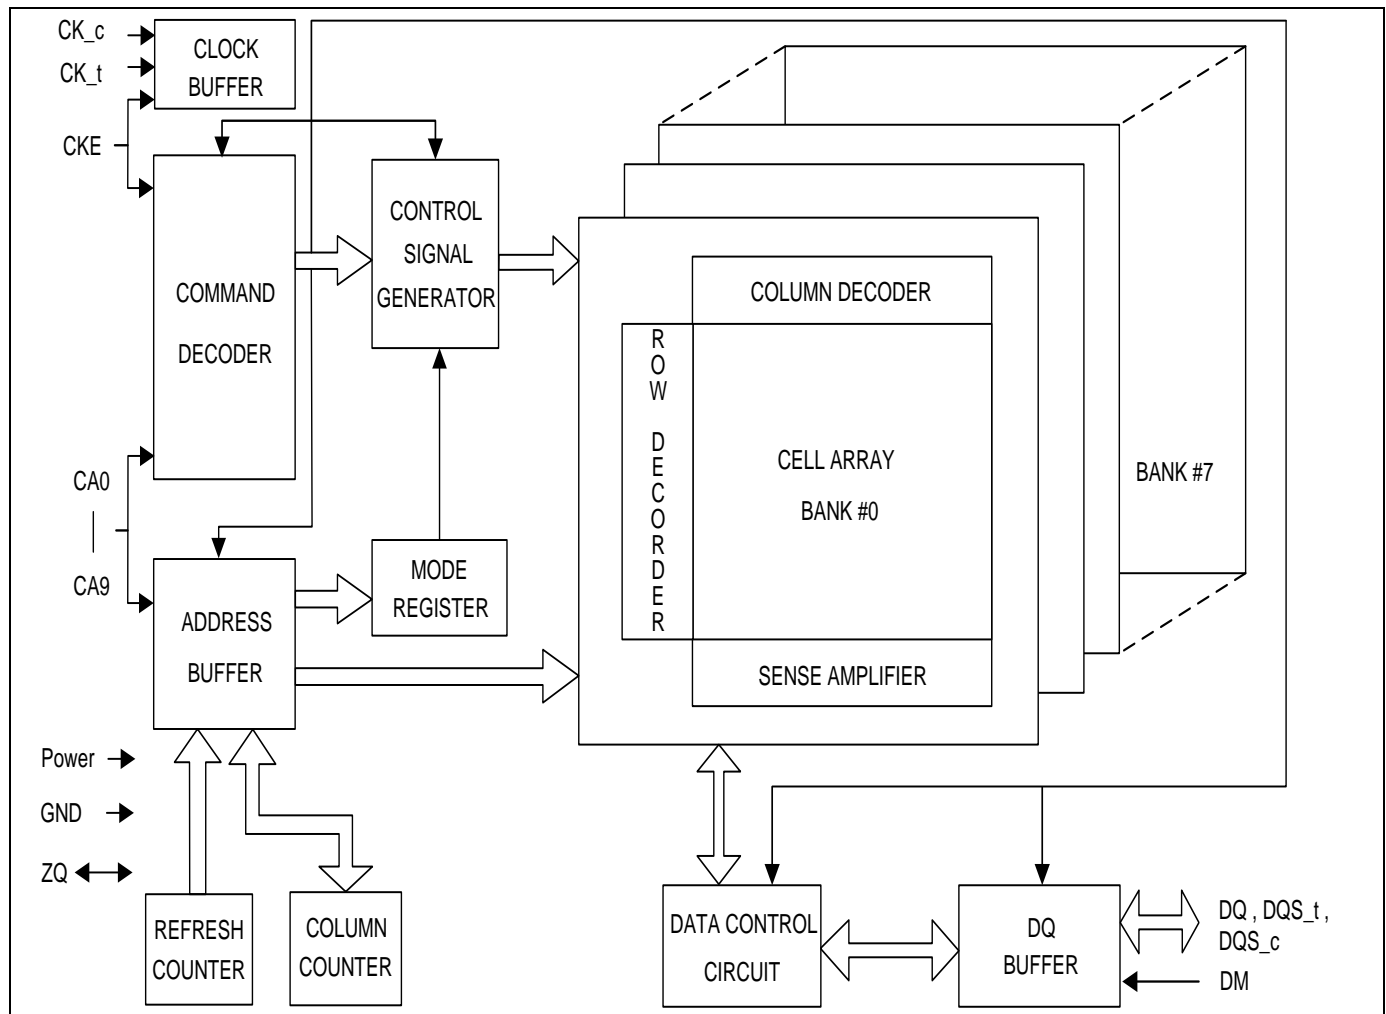 CK_c
CK_t
CKE
CLOCK
BUFFER
COMMAND
DECODER
CONTROL
SIGNAL
GENERATOR
COLUMN DECODER
ROW DECORDER
CELL ARRAY
BANK #0
SENSE AMPLIFIER
BANK #7
CA0
CA9
ADDRESS
BUFFER
MODE
REGISTER
Power
GND
ZQ
REFRESH
COUNTER
COLUMN
COUNTER
DATA CONTROL
CIRCUIT
DQ
BUFFER
DQ , DQS_t ,
DQS_c
DM